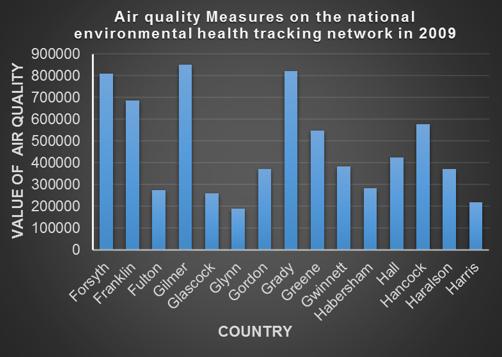 Air quality Measures on the national
environmental health tracking network in 2009
VALUE OF AIR QUALITY
900000
800000
700000
600000
500000
400000
300000
200000
100000
0
Forsyth
Franklin
Fulton
Gilmer
Glascock
Glynn
Gordon
Grady
Greene
Gwinnett
Habersham
Hall
Hancock
Haralson
Harris
COUNTRY